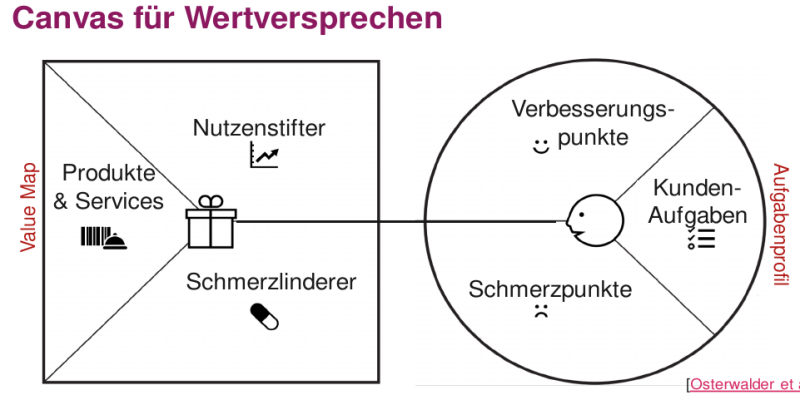 Canvas für Wertversprechen
Value Map
Produkte
& Services
Nutzenstifter
Schmerzlinderer
Verbesserungs-
punkte
Kunden-
Aufgaben
Schmerzpunkte
Aufgabenprofil
[Osterwalder et